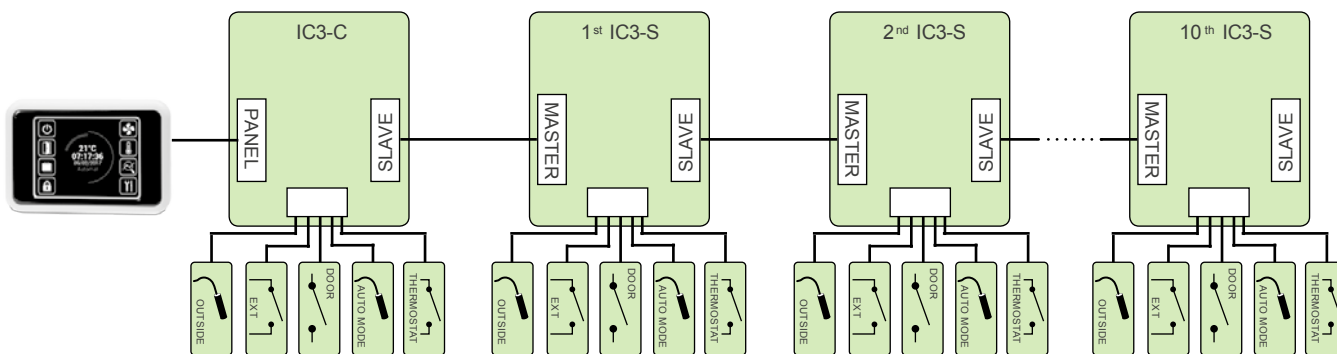 IC3-C
1st IC3-S
2nd IC3-S
10th IC3-S
21°C
07:17:36
Automat
PANEL
SLAVE
MASTER
SLAVE
MASTER
SLAVE
MASTER
SLAVE
OUTSIDE
EXT
DOOR
AUTO MODE
THERMOSTAT
OUTSIDE
EXT
DOOR
AUTO MODE
THERMOSTAT
OUTSIDE
EXT
DOOR
AUTO MODE
THERMOSTAT
OUTSIDE
EXT
DOOR
AUTO MODE
THERMOSTAT